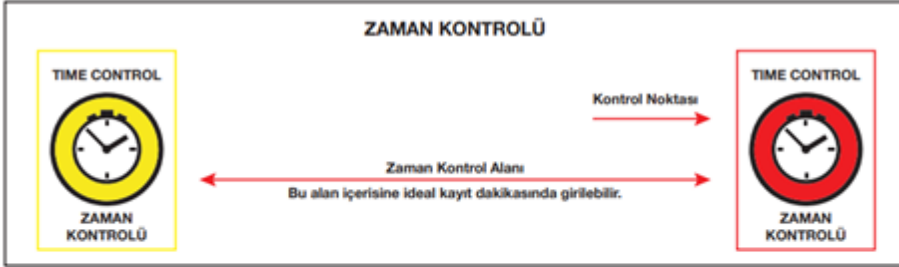 ZAMAN KONTROLÜ
TIME CONTROL
ZAMAN
KONTROLÜ
Kontrol Noktası
Zaman Kontrol Alanı
Bu alan içerisine ideal kayıt dakikasında girilebilir.
TIME CONTROL
ZAMAN
KONTROLÜ